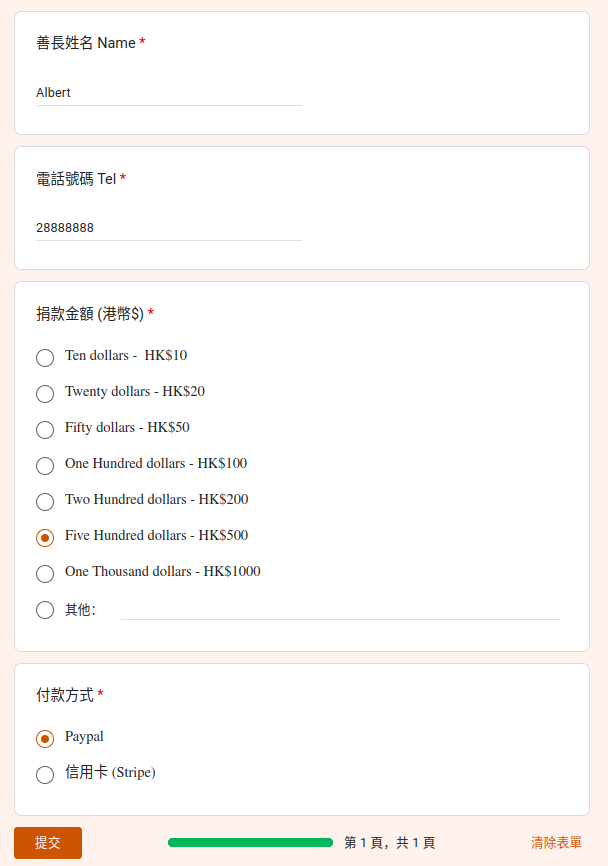 善長姓名 Name *
Albert
電話號碼 Tel *
28888888
捐款金額 (港幣$) *
Ten dollars -  HK$10
Twenty dollars - HK$20
Fifty dollars - HK$50
One Hundred dollars - HK$100
Two Hundred dollars - HK$200
Five Hundred dollars - HK$500
One Thousand dollars - HK$1000
其他：
付款方式 *
Paypal
信用卡 (Stripe)
提交 第 1 頁，共 1 頁 清除表單